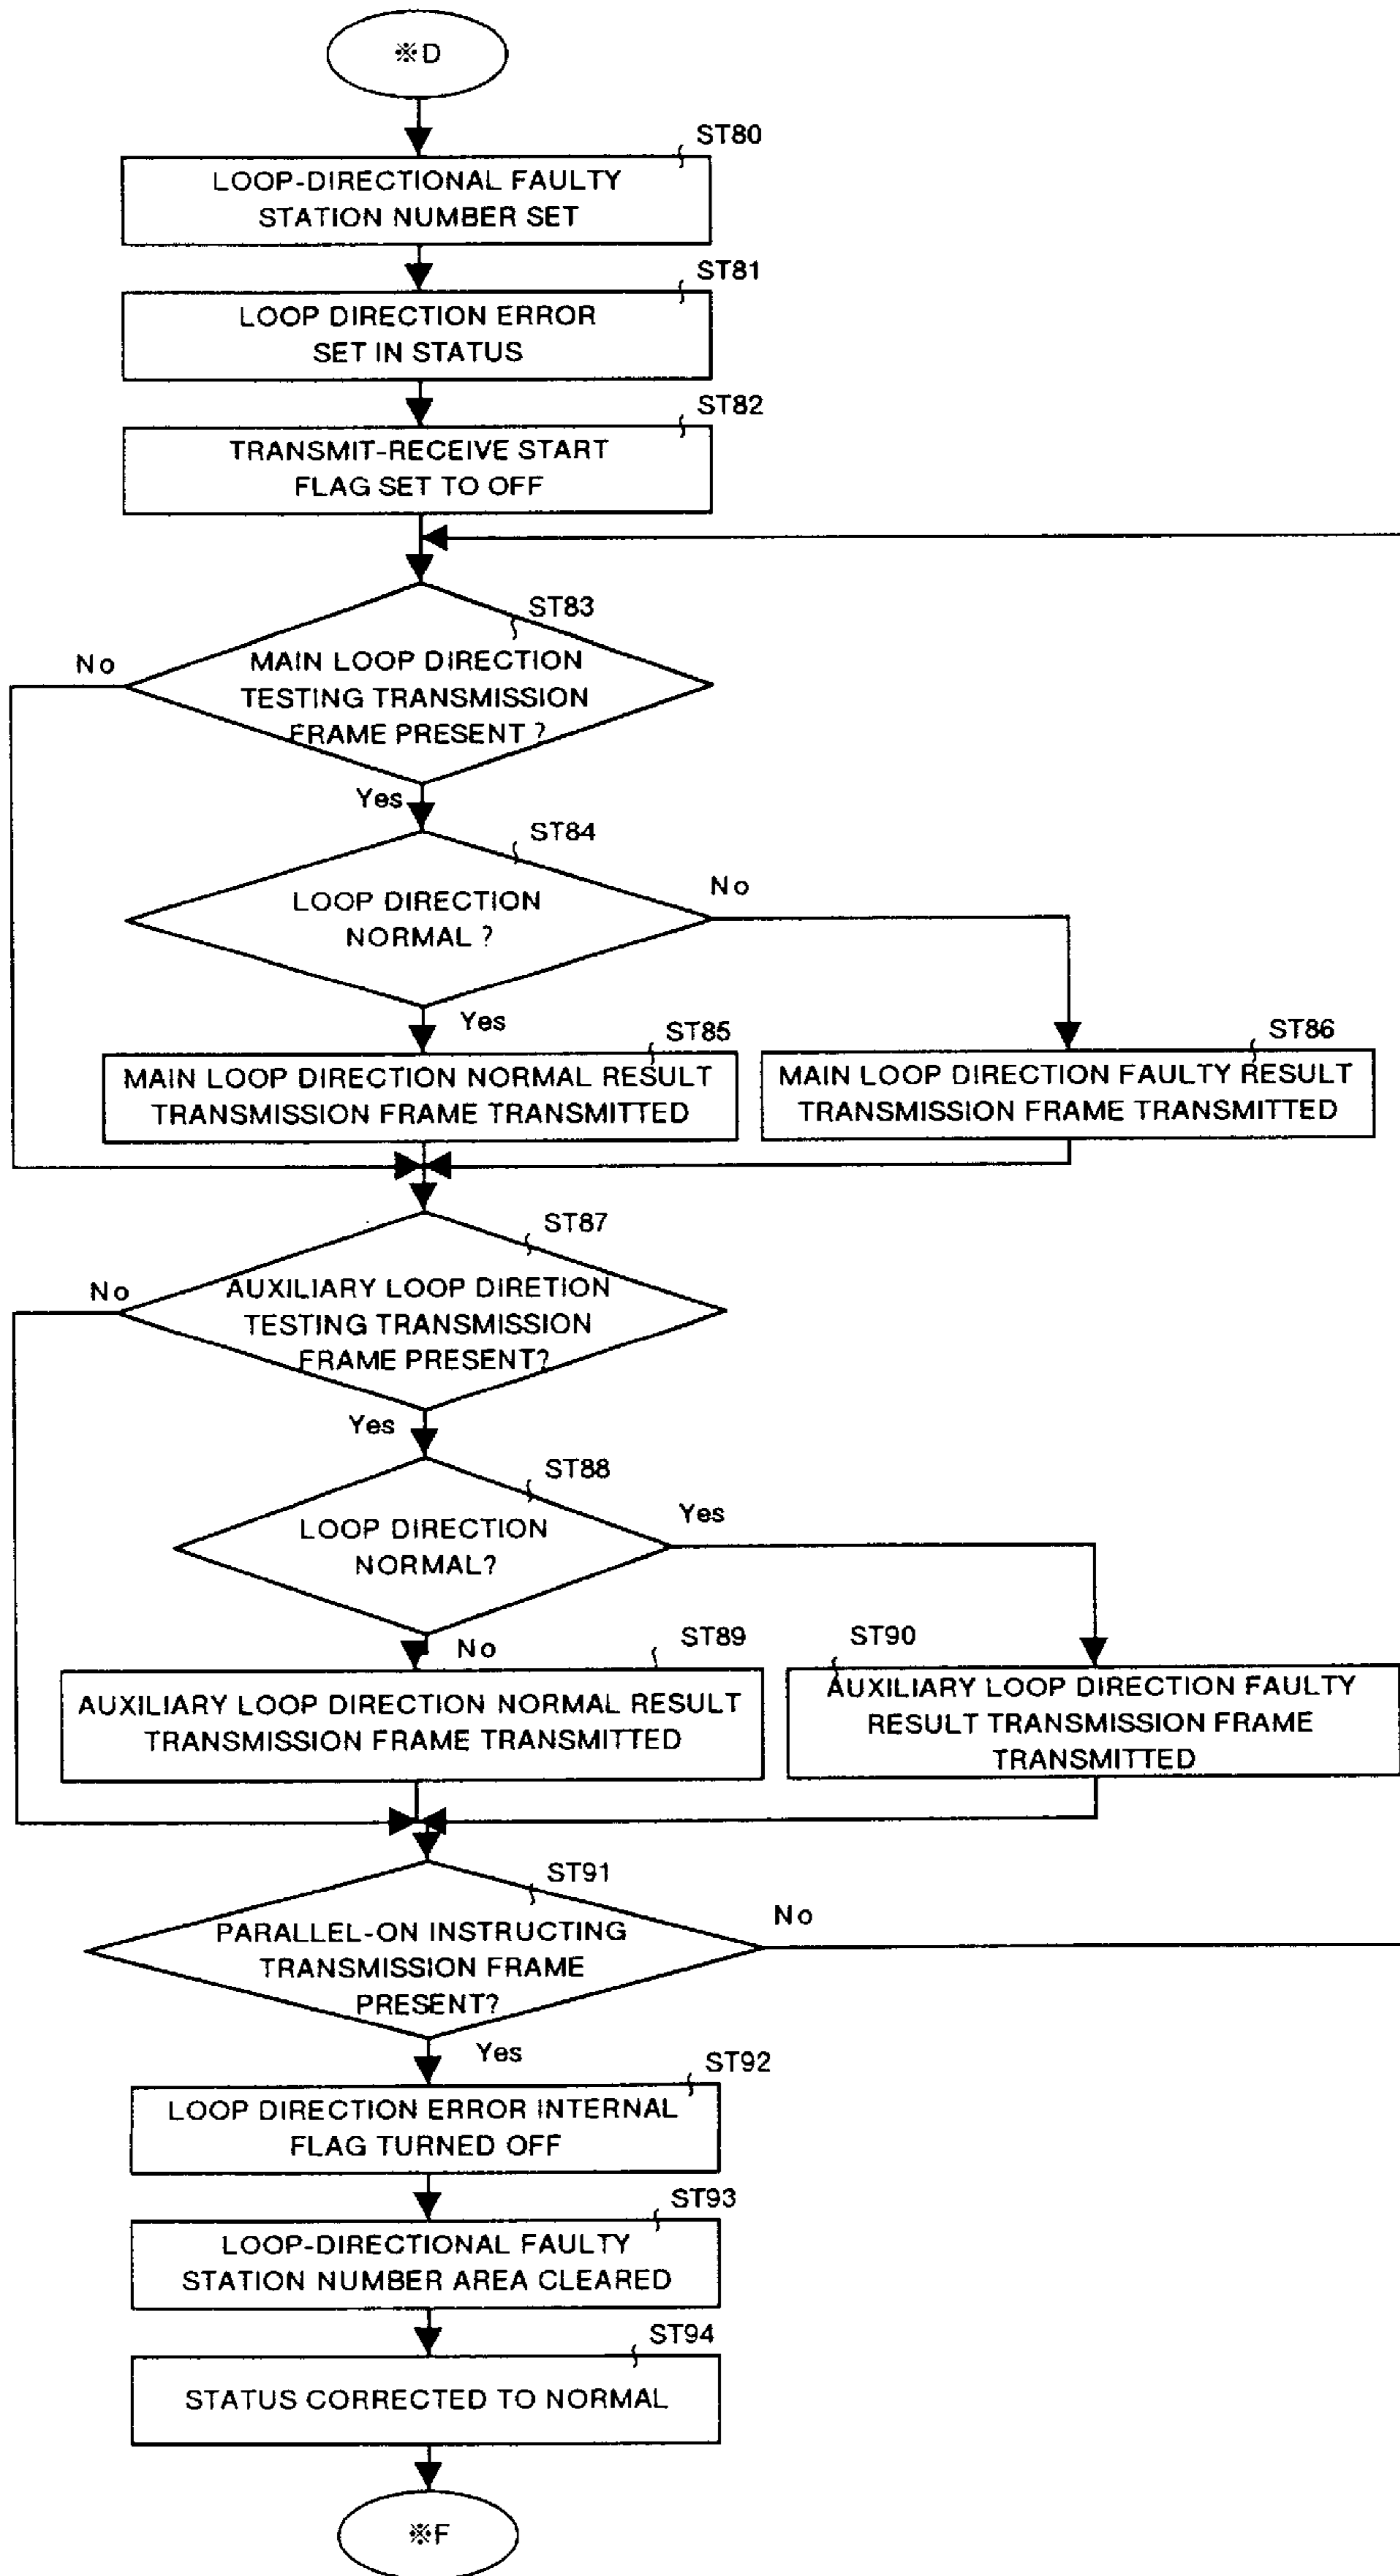 ※D
ST80
LOOP-DIRECTIONAL FAULTY
STATION NUMBER SET
ST81
LOOP DIRECTION ERROR
SET IN STATUS
ST82
TRANSMIT-RECEIVE START
FLAG SET TO OFF
ST83
No
MAIN LOOP DIRECTION
TESTING TRANSMISSION
FRAME PRESENT ?
Yes
ST84
No
LOOP DIRECTION
NORMAL ?
Yes
ST85
ST86
MAIN LOOP DIRECTION NORMAL RESULT
TRANSMISSION FRAME TRANSMITTED
MAIN LOOP DIRECTION FAULTY RESULT
TRANSMISSION FRAME TRANSMITTED
ST87
No
AUXILIARY LOOP DIRETION
TESTING TRANSMISSION
FRAME PRESENT?
Yes
ST88
Yes
LOOP DIRECTION
NORMAL?
No
ST89
ST90
AUXILIARY LOOP DIRECTION NORMAL RESULT
TRANSMISSION FRAME TRANSMITTED
AUXILIARY LOOP DIRECTION FAULTY
RESULT TRANSMISSION FRAME
TRANSMITTED
ST91
No
PARALLEL-ON INSTRUCTING
TRANSMISSION FRAME
PRESENT?
Yes
ST92
LOOP DIRECTION ERROR INTERNAL
FLAG TURNED OFF
ST93
LOOP-DIRECTIONAL FAULTY
STATION NUMBER AREA CLEARED
ST94
STATUS CORRECTED TO NORMAL
※F